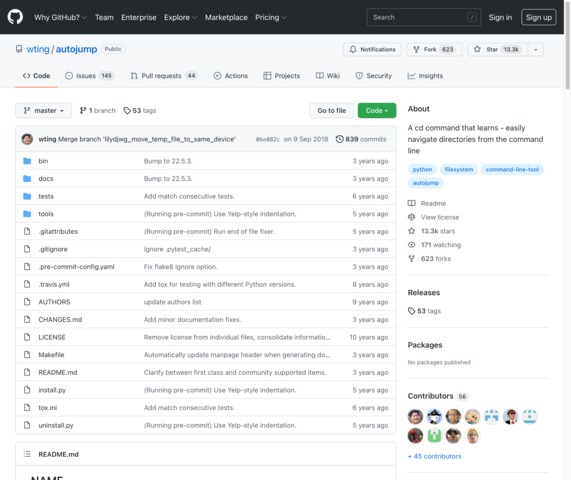 Why GitHub? Team Enterprise Explore Marketplace Pricing Search / Sign in Sign up
wting / autojump Public Notifications Fork 623 Star 13.3k
Code Issues 145 Pull requests 44 Actions Projects Wiki Security Insights
master 1 branch 53 tags Go to file Code
wting Merge branch 'lilydjwg_move_temp_file_to_same_device' on 9 Sep 2018 839 commits
bin Bump to 22.5.3. 3 years ago
docs Bump to 22.5.3. 3 years ago
tests Add match consecutive tests. 6 years ago
tools (Running pre-commit) Use Yelp-style indentation. 5 years ago
.gitattributes (Running pre-commit) Run end of file fixer. 5 years ago
.gitignore Ignore .pytest_cache/ 3 years ago
.pre-commit-config.yaml Fix flake8 ignore option. 3 years ago
.travis.yml Add tox for testing with different Python versions. 8 years ago
AUTHORS update authors list 9 years ago
CHANGES.md Add minor documentation fixes. 3 years ago
LICENSE Remove license from individual files, consolidate informatio... 10 years ago
Makefile Automatically update manpage header when generating do... 3 years ago
README.md Clarify between first class and community supported items. 3 years ago
install.py (Running pre-commit) Use Yelp-style indentation. 5 years ago
tox.ini Add match consecutive tests. 6 years ago
uninstall.py (Running pre-commit) Use Yelp-style indentation. 5 years ago
README.md
NAME
About
A cd command that learns - easily
navigate directories from the command
line
python filesystem command-line-tool
autojump
Readme
View license
13.3k stars
171 watching
623 forks
Releases
53 tags
Packages
No packages published
Contributors 56
+ 45 contributors